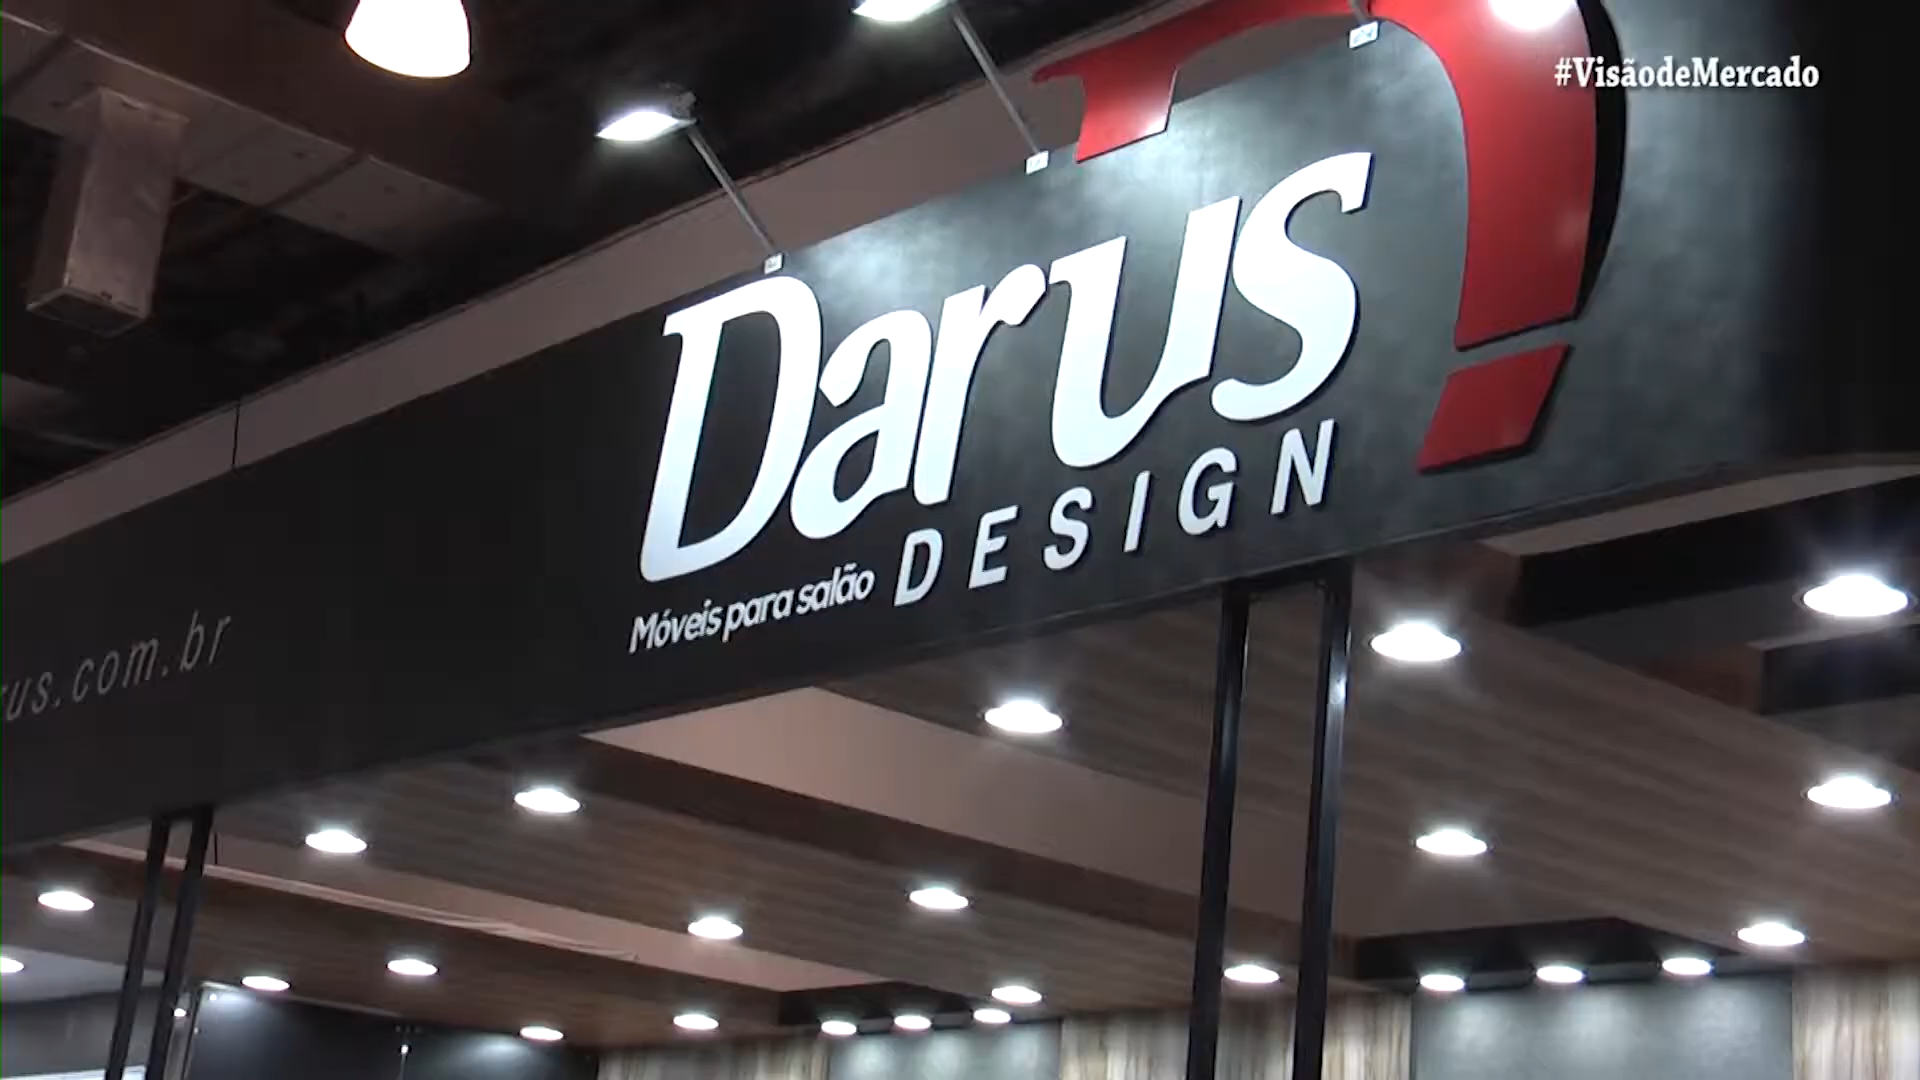 #VisãodeMercado
Darus
DESIGN
Móveis para salão
rus.com.br